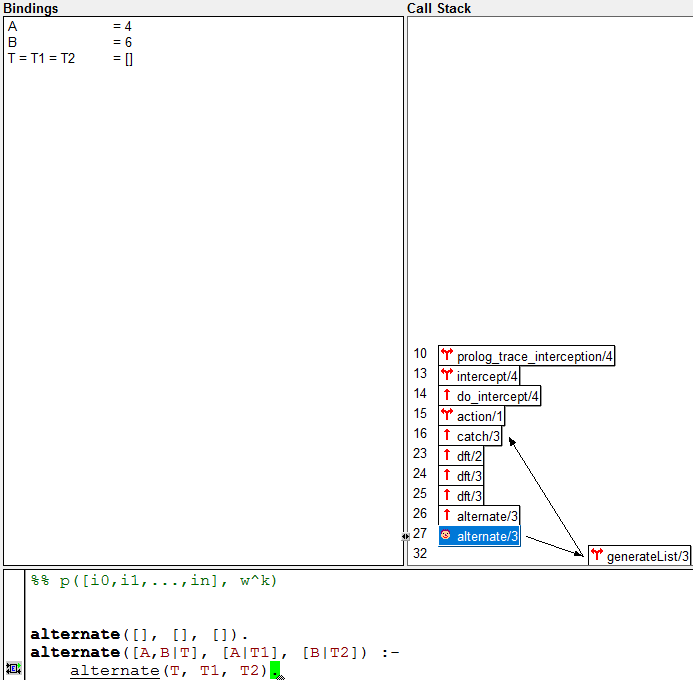 Bindings
A = 4
B = 6
T = T1 = T2 = []
Call Stack
10 prolog_trace_interception/4
13 intercept/4
14 do_intercept/4
15 action/1
16 catch/3
23 dft/2
24 dft/3
25 dft/3
26 alternate/3
27 alternate/3
32 generateList/3
%% p([i0,i1,...,in], w^k)
alternate([], [], []).
alternate([A,B|T], [A|T1], [B|T2]) :-
alternate(T, T1, T2).